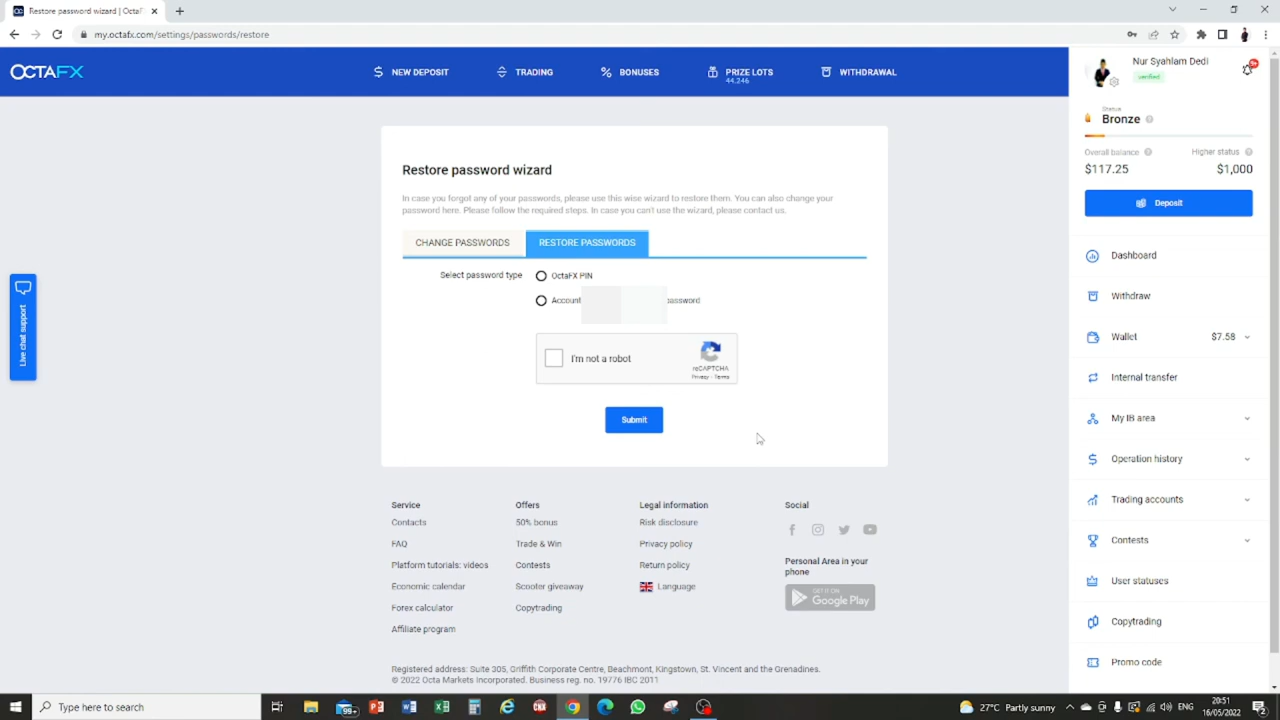 Restore password wizard | OctaF
my.octafx.com/settings/passwords/restore
OCTAFX
NEW DEPOSIT
TRADING
BONUSES
PRIZE LOTS
44,246
WITHDRAWAL
Nur Syahlam Dedi
verified
9+
Status
Bronze
Overall balance
Higher status
$117.25
$1,000
Deposit
Dashboard
Withdraw
Wallet
$7.58
Internal transfer
My IB area
Operation history
Trading accounts
Contests
User statuses
Copytrading
Promo code
Live chat support
Restore password wizard
In case you forgot any of your passwords, please use this wise wizard to restore them. You can also change your
password here. Please follow the required steps. In case you can't use the wizard, please contact us.
CHANGE PASSWORDS
RESTORE PASSWORDS
Select password type
OctaFX PIN
Account password
I'm not a robot
reCAPTCHA
Privacy - Terms
Submit
Service
Contacts
FAQ
Platform tutorials: videos
Economic calendar
Forex calculator
Affiliate program
Offers
50% bonus
Trade & Win
Contests
Scooter giveaway
Copytrading
Legal information
Risk disclosure
Privacy policy
Return policy
Language
Social
Personal Area in your
phone
GET IT ON
Google Play
Registered address: Suite 305, Griffith Corporate Centre, Beachmont, Kingstown, St. Vincent and the Grenadines.
© 2022 Octa Markets Incorporated. Business reg. no. 19776 IBC 2011
Type here to search
99+
27°C Partly sunny
ENG
20:51
16/05/2022
2